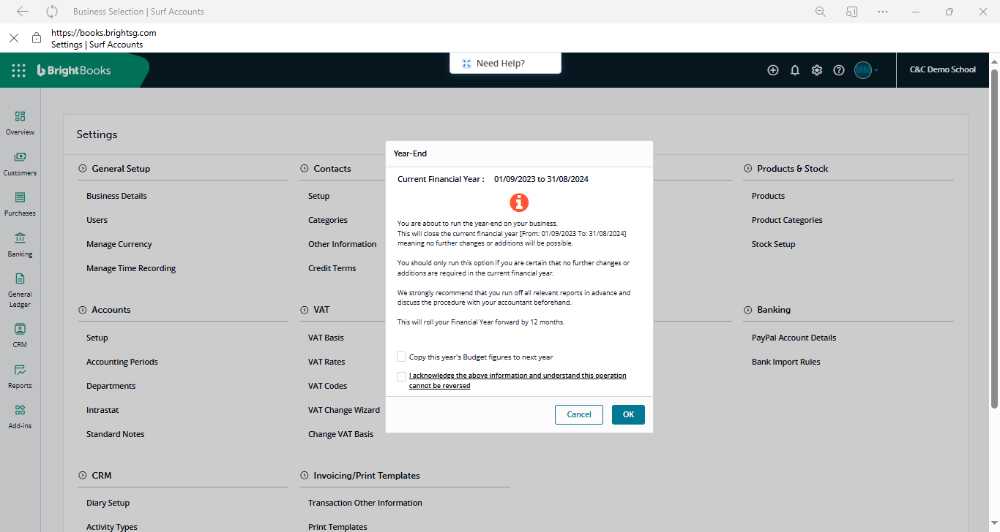 Business Selection | Surf Accounts
https://books.brightsg.com
Settings | Surf Accounts
BrightBooks
Need Help?
MM
C&C Demo School
Overview
Customers
Purchases
Banking
General
Ledger
CRM
Reports
Add-ins
Settings
General Setup
Business Details
Users
Manage Currency
Manage Time Recording
Contacts
Setup
Categories
Other Information
Credit Terms
Products & Stock
Products
Product Categories
Stock Setup
Accounts
Setup
Accounting Periods
Departments
Intrastat
Standard Notes
VAT
VAT Basis
VAT Rates
VAT Codes
VAT Change Wizard
Change VAT Basis
Banking
PayPal Account Details
Bank Import Rules
CRM
Diary Setup
Activity Types
Invoicing/Print Templates
Transaction Other Information
Print Templates
Year-End
Current Financial Year : 01/09/2023 to 31/08/2024
You are about to run the year-end on your business.
This will close the current financial year [From: 01/09/2023 To: 31/08/2024]
meaning no further changes or additions will be possible.
You should only run this option if you are certain that no further changes or
additions are required in the current financial year.
We strongly recommend that you run off all relevant reports in advance and
discuss the procedure with your accountant beforehand.
This will roll your Financial Year forward by 12 months.
Copy this year's Budget figures to next year
I acknowledge the above information and understand this operation
cannot be reversed
Cancel
OK